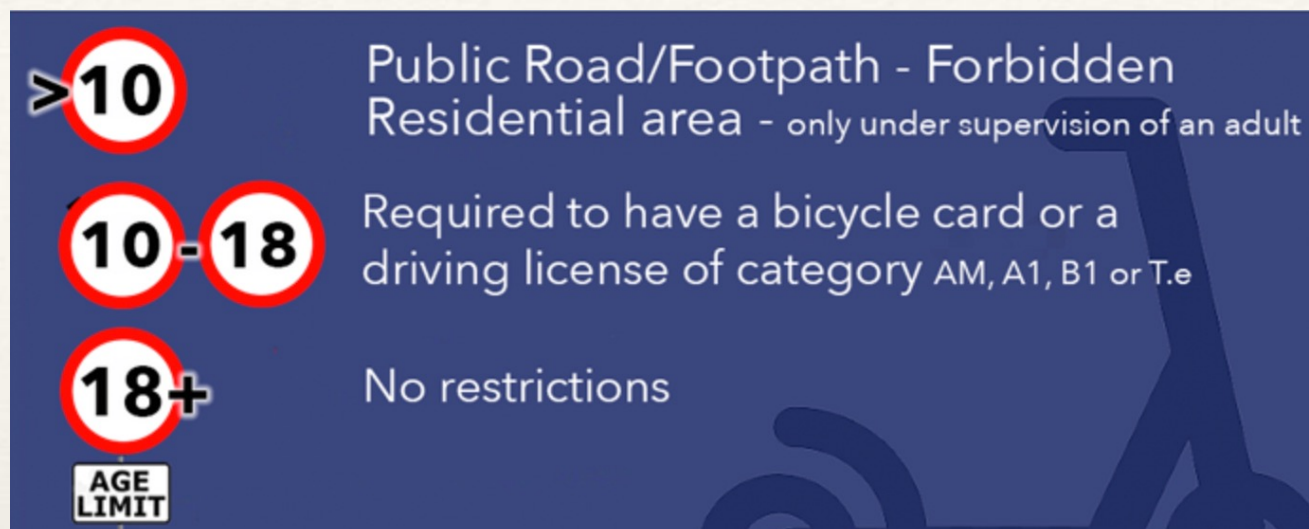 >10
Public Road/Footpath - Forbidden
Residential area - only under supervision of an adult
10-18
Required to have a bicycle card or a
driving license of category AM, A1, B1 or T.e
18+
No restrictions
AGE
LIMIT